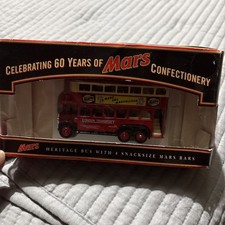 CELEBRATING 60 YEARS OF Mars CONFECTIONERY
Mars HERITAGE BUS WITH 4 SNACKSIZE MARS BARS